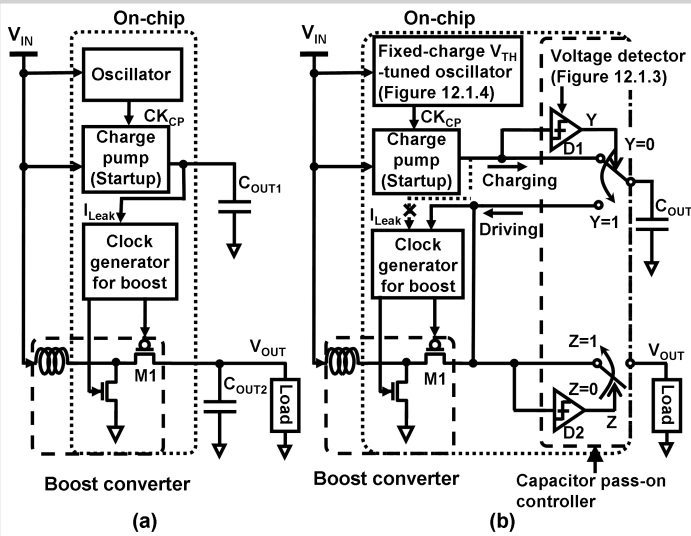 On-chip
V_IN
Oscillator
CK_CP
Charge
pump
(Startup)
C_OUT1
I_Leak
Clock
generator
for boost
V_OUT
M1
C_OUT2
Load
Boost converter
(a)
On-chip
V_IN
Fixed-charge V_TH
-tuned oscillator
(Figure 12.1.4)
Voltage detector
(Figure 12.1.3)
CK_CP
Y
D1
Y=0
Charge
pump
(Startup)
Charging
C_OUT
I_Leak
Y=1
Driving
Clock
generator
for boost
Z=1
V_OUT
M1
Z=0
Z
D2
Load
Boost converter
Capacitor pass-on
controller
(b)